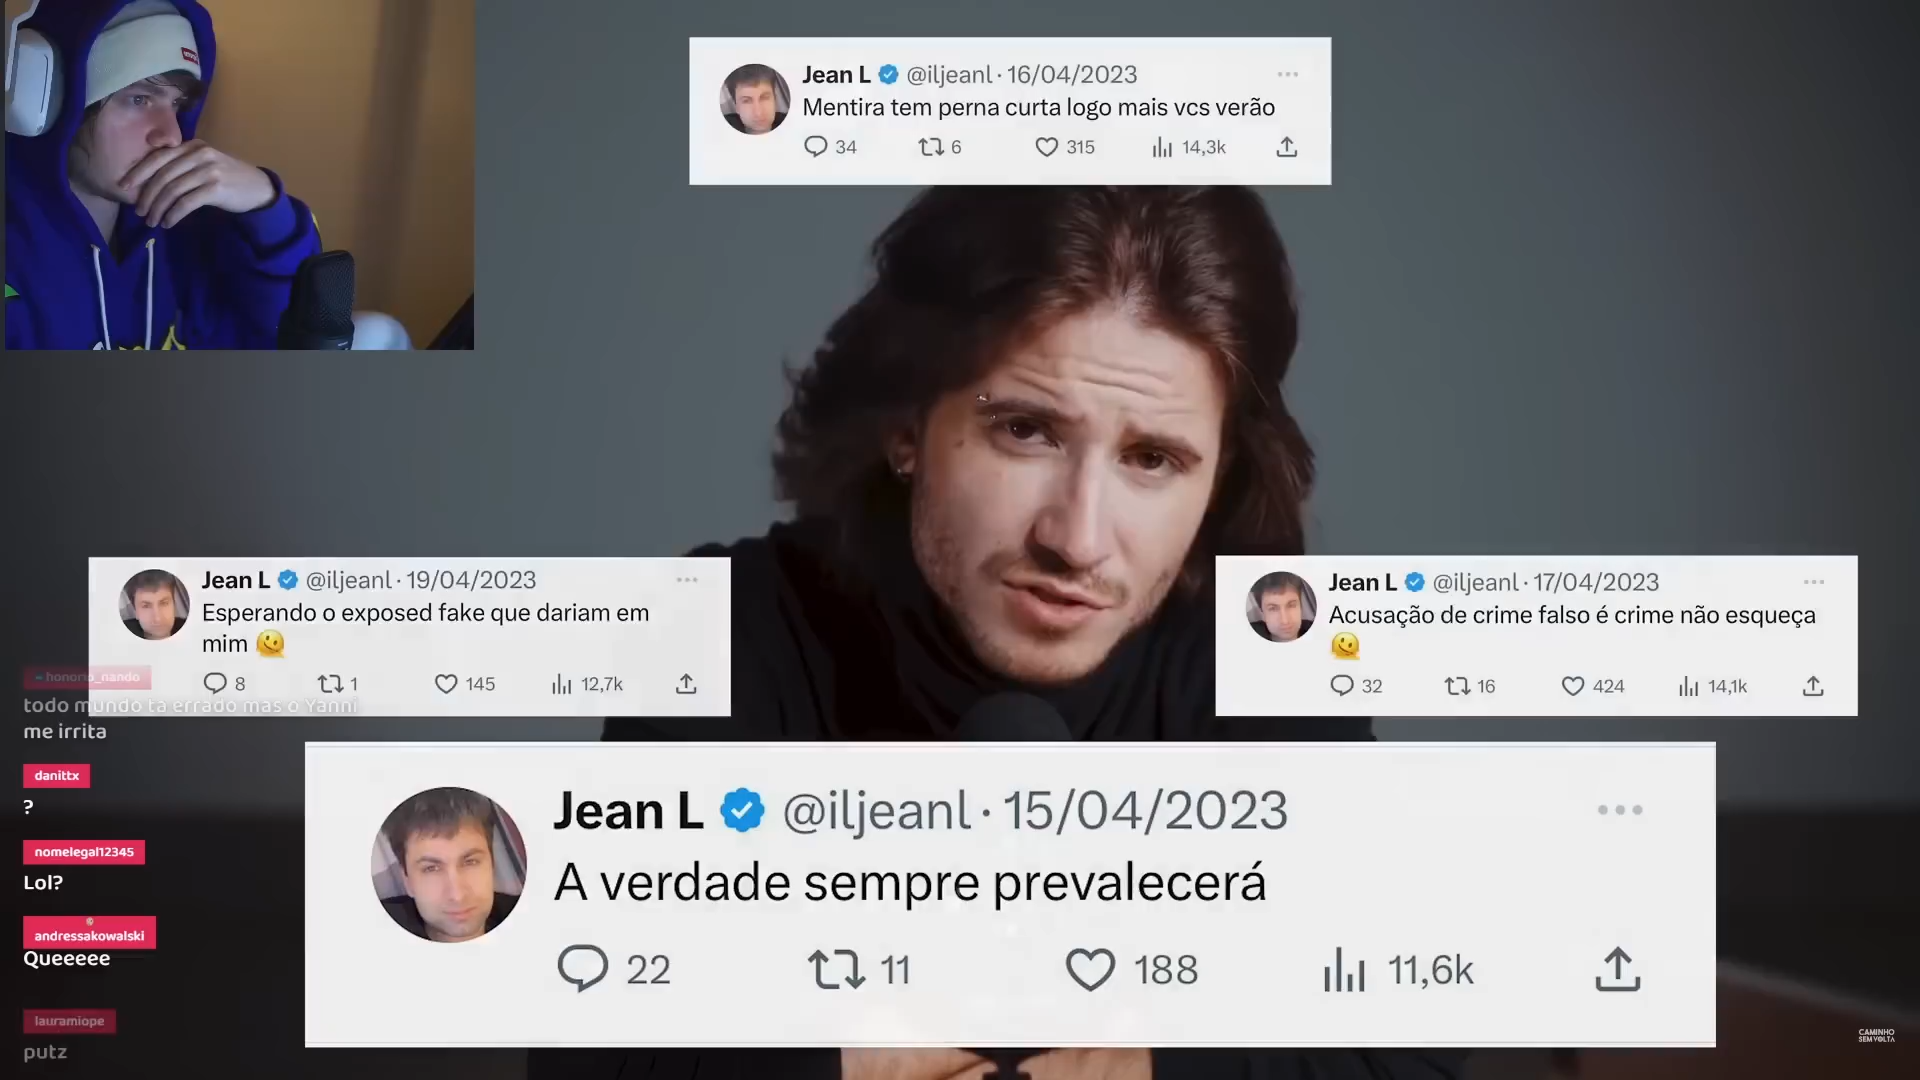 Jean L @iljeanl · 16/04/2023
Mentira tem perna curta logo mais vcs verão
34 6 315 14,3k
Jean L @iljeanl · 19/04/2023
Esperando o exposed fake que dariam em
mim 🫠
8 1 145 12,7k
Jean L @iljeanl · 17/04/2023
Acusação de crime falso é crime não esqueça
🫠
32 16 424 14,1k
honorio_nando
todo mundo ta errado mas o Yanni
me irrita
danittx
?
nomelegal12345
Lol?
andressakowalski
Queeeee
lauramiope
putz
Jean L @iljeanl · 15/04/2023
A verdade sempre prevalecerá
22 11 188 11,6k
CAMINHO
SEM VOLTA